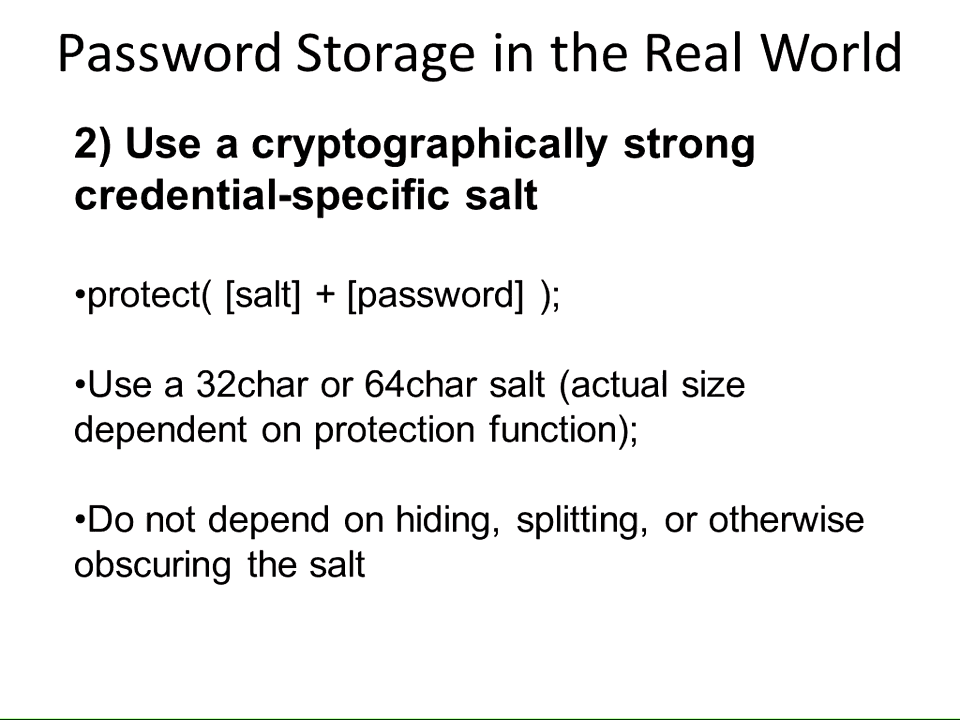 Password Storage in the Real World
2) Use a cryptographically strong
credential-specific salt
•protect( [salt] + [password] );
•Use a 32char or 64char salt (actual size
dependent on protection function);
•Do not depend on hiding, splitting, or otherwise
obscuring the salt